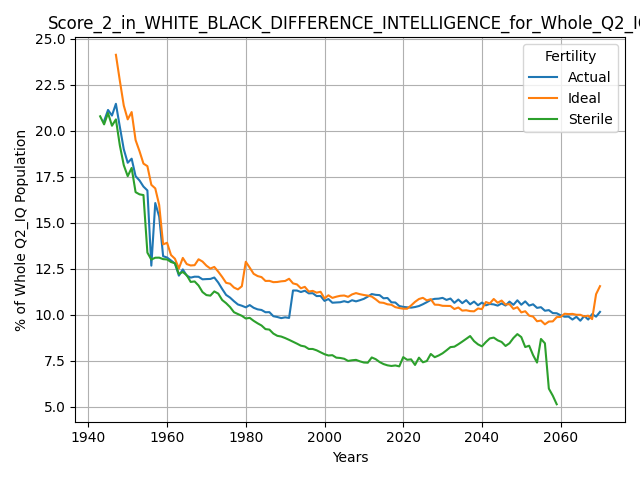 Score_2_in_WHITE_BLACK_DIFFERENCE_INTELLIGENCE_for_Whole_Q2_IQ
25.0
22.5
20.0
17.5
15.0
12.5
10.0
7.5
5.0
% of Whole Q2_IQ Population
Fertility
Actual
Ideal
Sterile
1940
1960
1980
2000
2020
2040
2060
Years